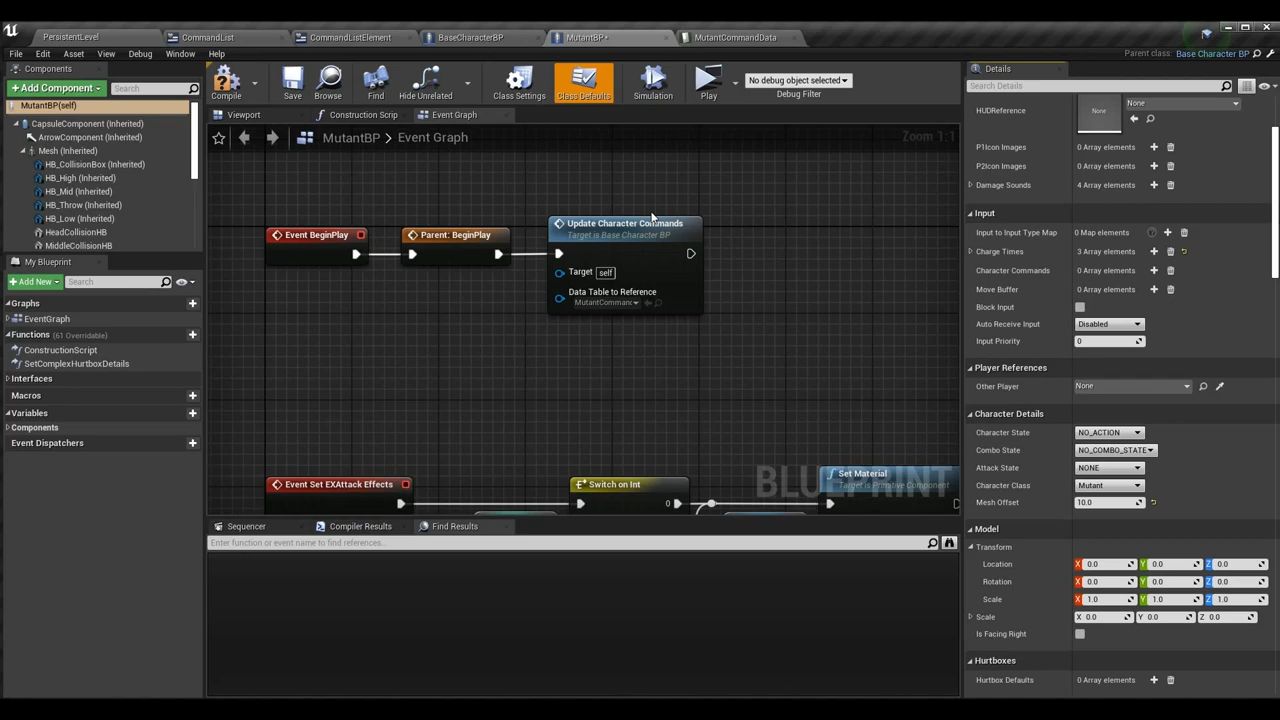 PersistentLevel
CommandList
CommandListElement
BaseCharacterBP
MutantBP*
MutantCommandData
File Edit Asset View Debug Window Help
Parent class: Base Character BP
Components
+ Add Component
Search
MutantBP(self)
CapsuleComponent (Inherited)
ArrowComponent (Inherited)
Mesh (Inherited)
HB_CollisionBox (Inherited)
HB_High (Inherited)
HB_Mid (Inherited)
HB_Throw (Inherited)
HB_Low (Inherited)
HeadCollisionHB
MiddleCollisionHB
My Blueprint
+ Add New
Search
Graphs
EventGraph
Functions (61 Overridable)
ConstructionScript
SetComplexHurtboxDetails
Interfaces
Macros
Variables
Components
Event Dispatchers
Compile
Save
Browse
Find
Hide Unrelated
Class Settings
Class Defaults
Simulation
Play
No debug object selected
Debug Filter
Viewport
Construction Scrip
Event Graph
MutantBP > Event Graph
Zoom 1:1
Event BeginPlay
Parent: BeginPlay
Update Character Commands
Target is Base Character BP
Target self
Data Table to Reference
MutantComman
Event Set EXAttack Effects
Switch on Int
0
Set Material
Target is Primitive Component
BLUEPRINT
Sequencer
Compiler Results
Find Results
Enter function or event name to find references...
Details
Search Details
HUDReference
None
None
P1Icon Images 0 Array elements
P2Icon Images 0 Array elements
Damage Sounds 4 Array elements
Input
Input to Input Type Map 0 Map elements
Charge Times 3 Array elements
Character Commands 0 Array elements
Move Buffer 0 Array elements
Block Input
Auto Receive Input Disabled
Input Priority 0
Player References
Other Player None
Character Details
Character State NO_ACTION
Combo State NO_COMBO_STATE
Attack State NONE
Character Class Mutant
Mesh Offset 10.0
Model
Transform
Location X 0.0 Y 0.0 Z 0.0
Rotation X 0.0 Y 0.0 Z 0.0
Scale X 1.0 Y 1.0 Z 1.0
Scale X 0.0 Y 0.0 Z 0.0
Is Facing Right
Hurtboxes
Hurtbox Defaults 0 Array elements